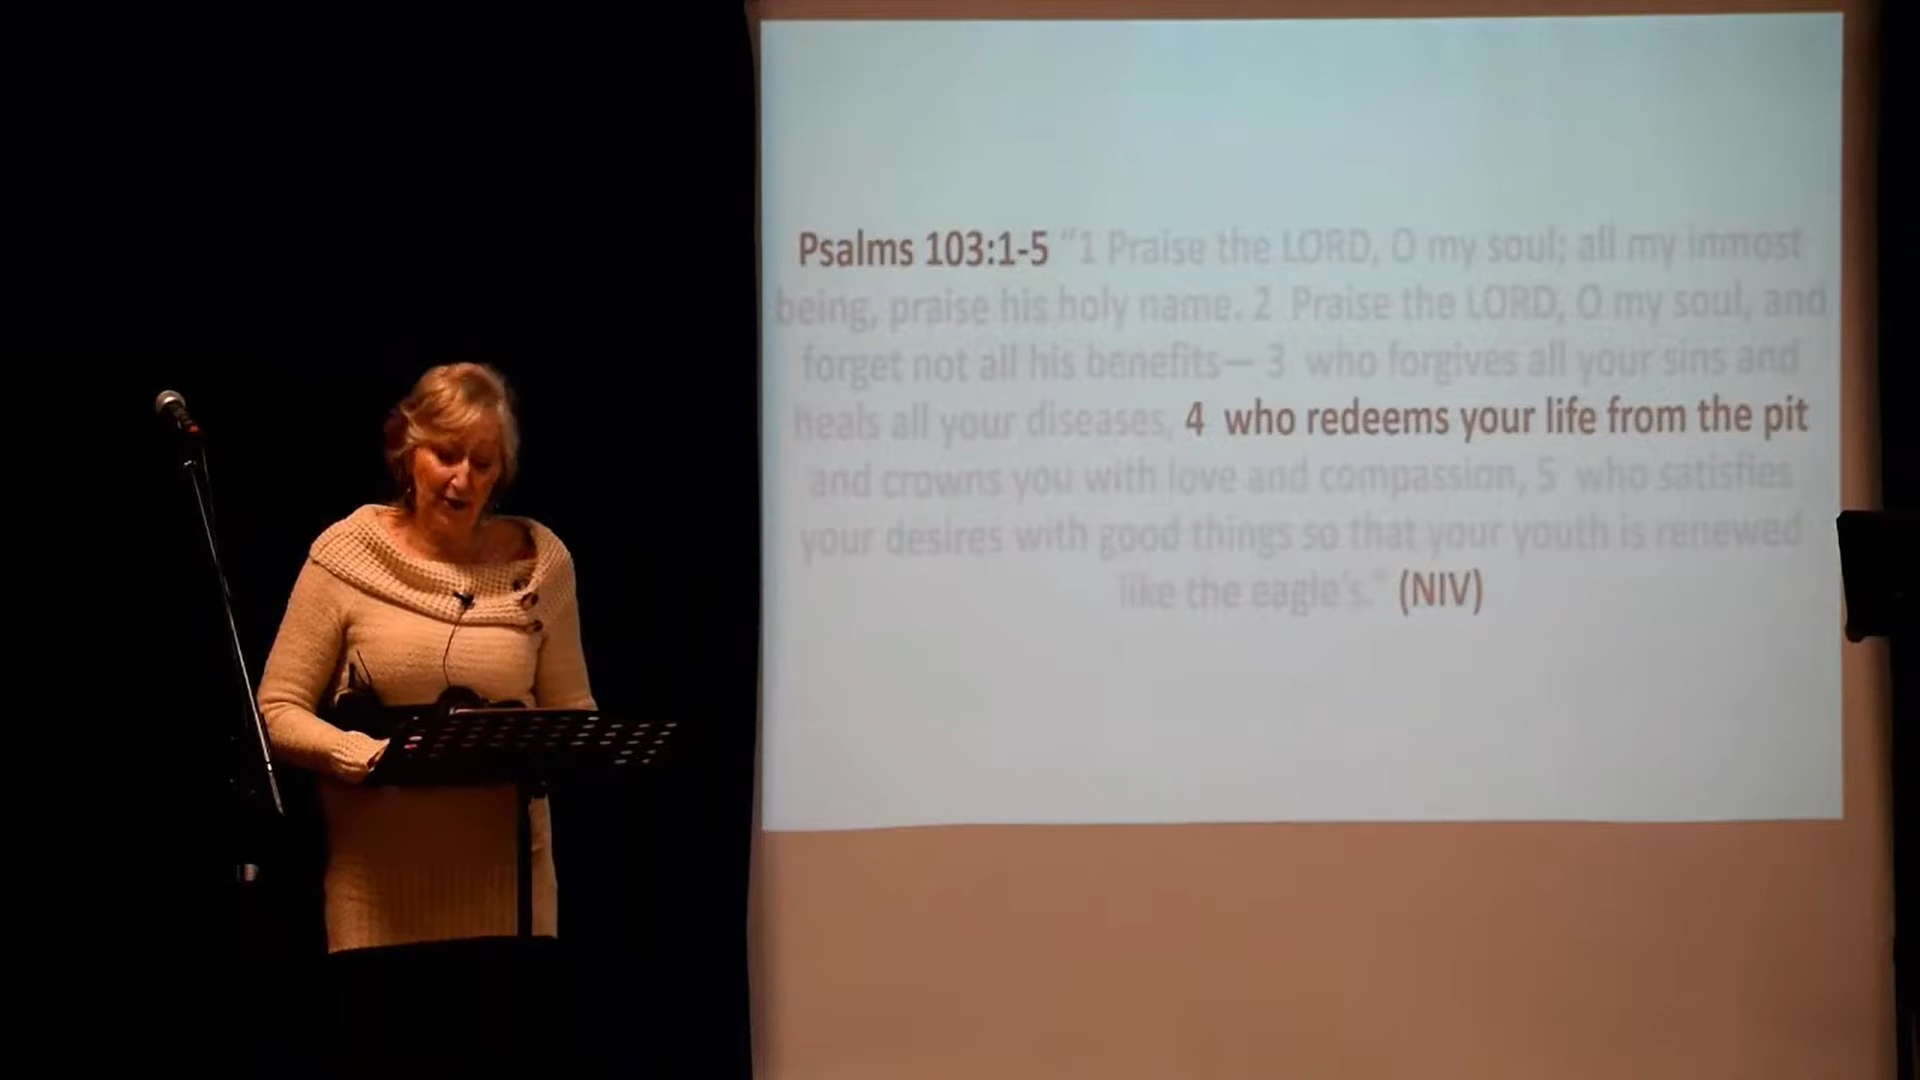 Psalms 103:1-5 "1 Praise the LORD, O my soul; all my inmost
being, praise his holy name. 2 Praise the LORD, O my soul, and
forget not all his benefits— 3 who forgives all your sins and
heals all your diseases, 4 who redeems your life from the pit
and crowns you with love and compassion, 5 who satisfies
your desires with good things so that your youth is renewed
like the eagle's." (NIV)